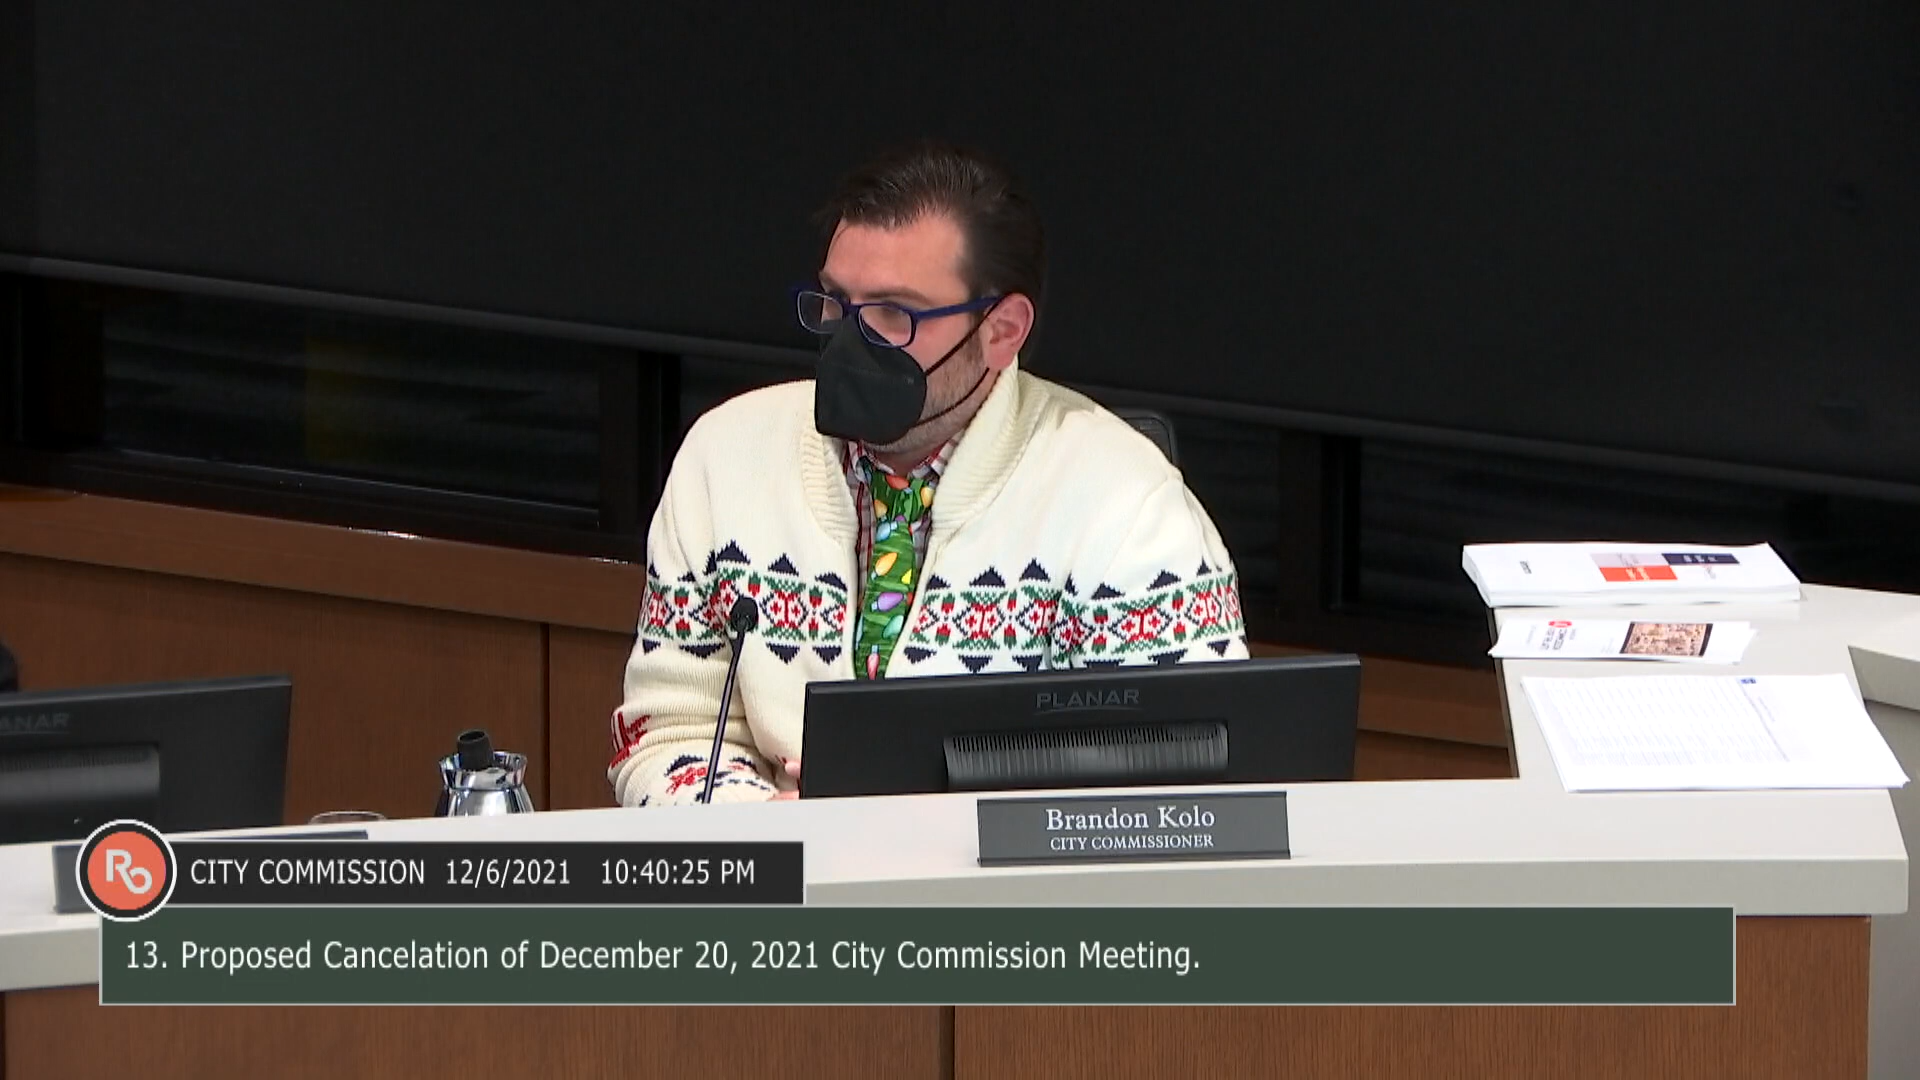 PLANAR
ANAR
Brandon Kolo
CITY COMMISSIONER
Ro CITY COMMISSION 12/6/2021 10:40:25 PM
13. Proposed Cancelation of December 20, 2021 City Commission Meeting.